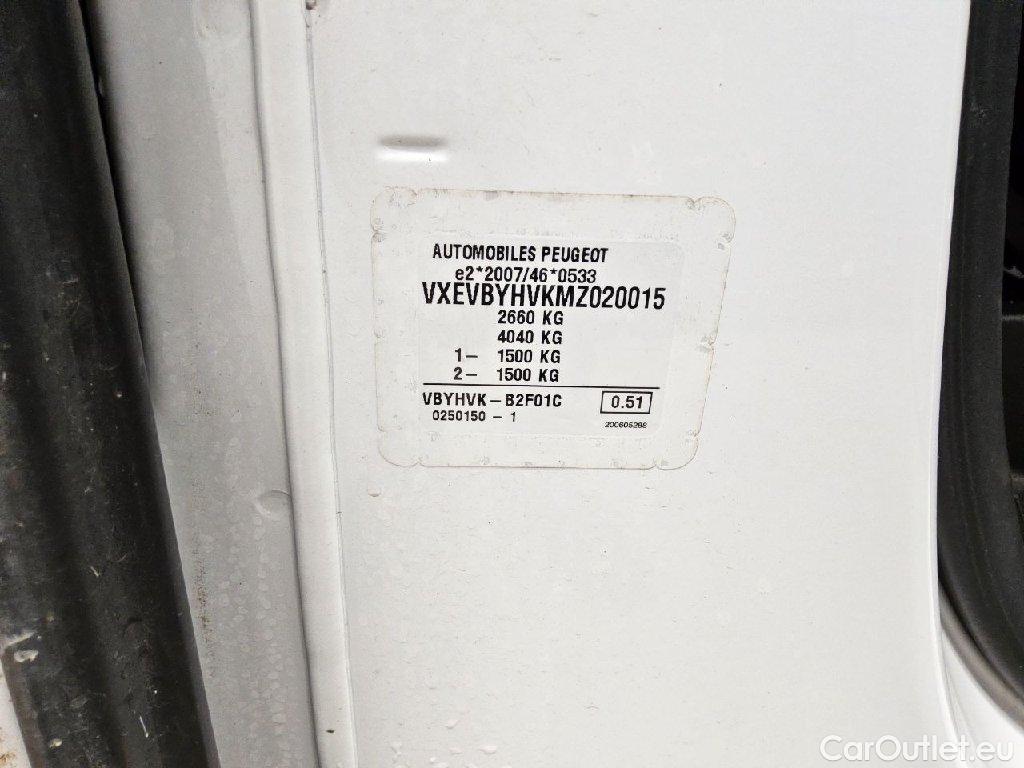 AUTOMOBILES PEUGEOT
e2*2007/46*0533
VXEVBYHVKMZ020015
2660 KG
4040 KG
1- 1500 KG
2- 1500 KG
VBYHVK-B2F01C 0.51
0250150 - 1
CarOutlet.eu